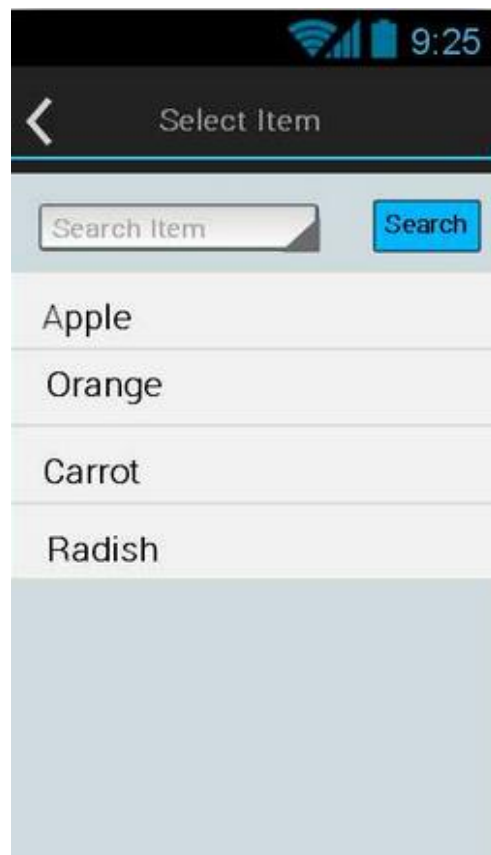 9:25
Select Item
Search Item Search
Apple
Orange
Carrot
Radish